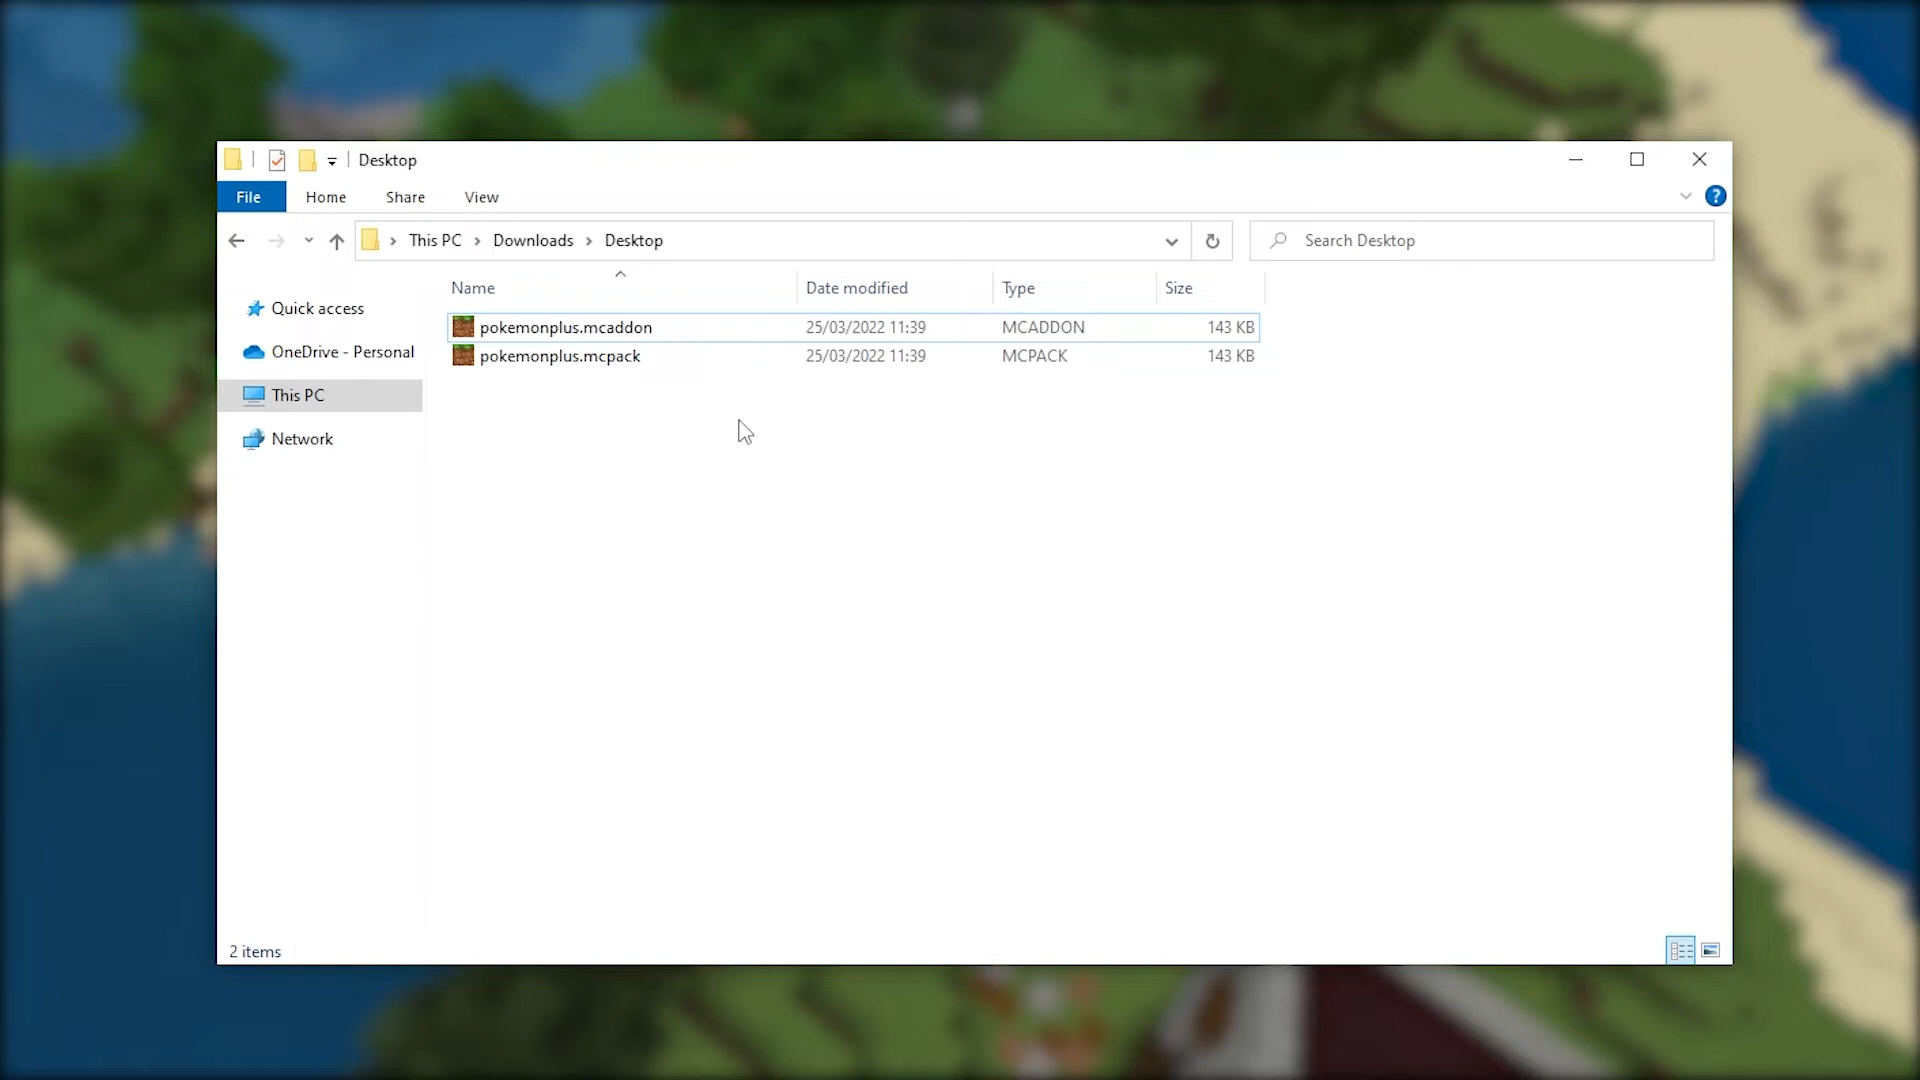 Desktop
File Home Share View ?
This PC Downloads Desktop Search Desktop
Name Date modified Type Size
Quick access
OneDrive - Personal
This PC
Network
pokemonplus.mcaddon 25/03/2022 11:39 MCADDON 143 KB
pokemonplus.mcpack 25/03/2022 11:39 MCPACK 143 KB
2 items